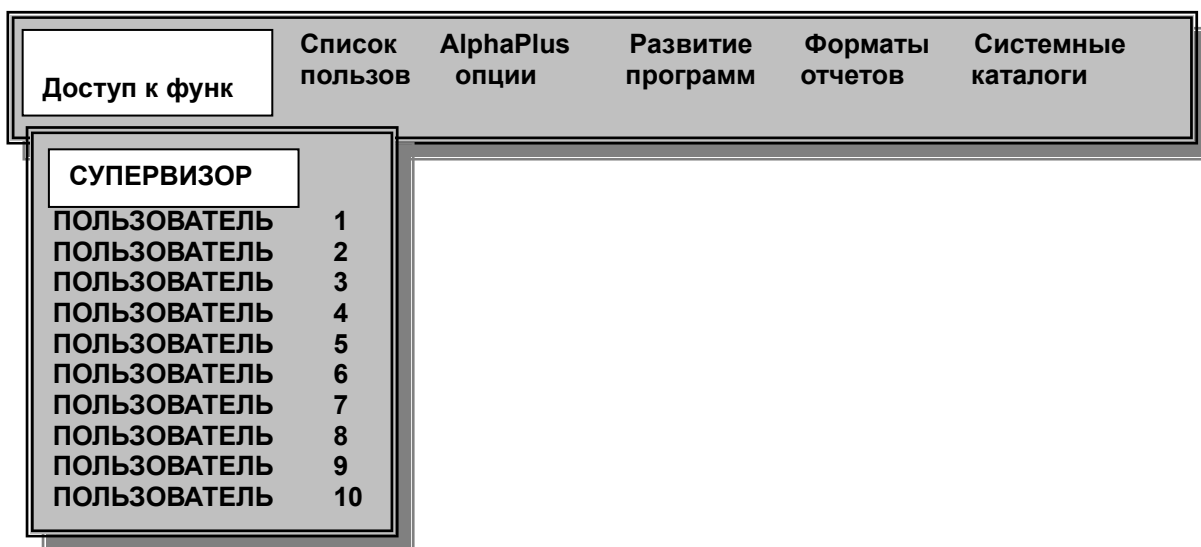 Список AlphaPlus Развитие Форматы Системные
Доступ к функ пользов опции программ отчетов каталоги
СУПЕРВИЗОР
ПОЛЬЗОВАТЕЛЬ 1
ПОЛЬЗОВАТЕЛЬ 2
ПОЛЬЗОВАТЕЛЬ 3
ПОЛЬЗОВАТЕЛЬ 4
ПОЛЬЗОВАТЕЛЬ 5
ПОЛЬЗОВАТЕЛЬ 6
ПОЛЬЗОВАТЕЛЬ 7
ПОЛЬЗОВАТЕЛЬ 8
ПОЛЬЗОВАТЕЛЬ 9
ПОЛЬЗОВАТЕЛЬ 10